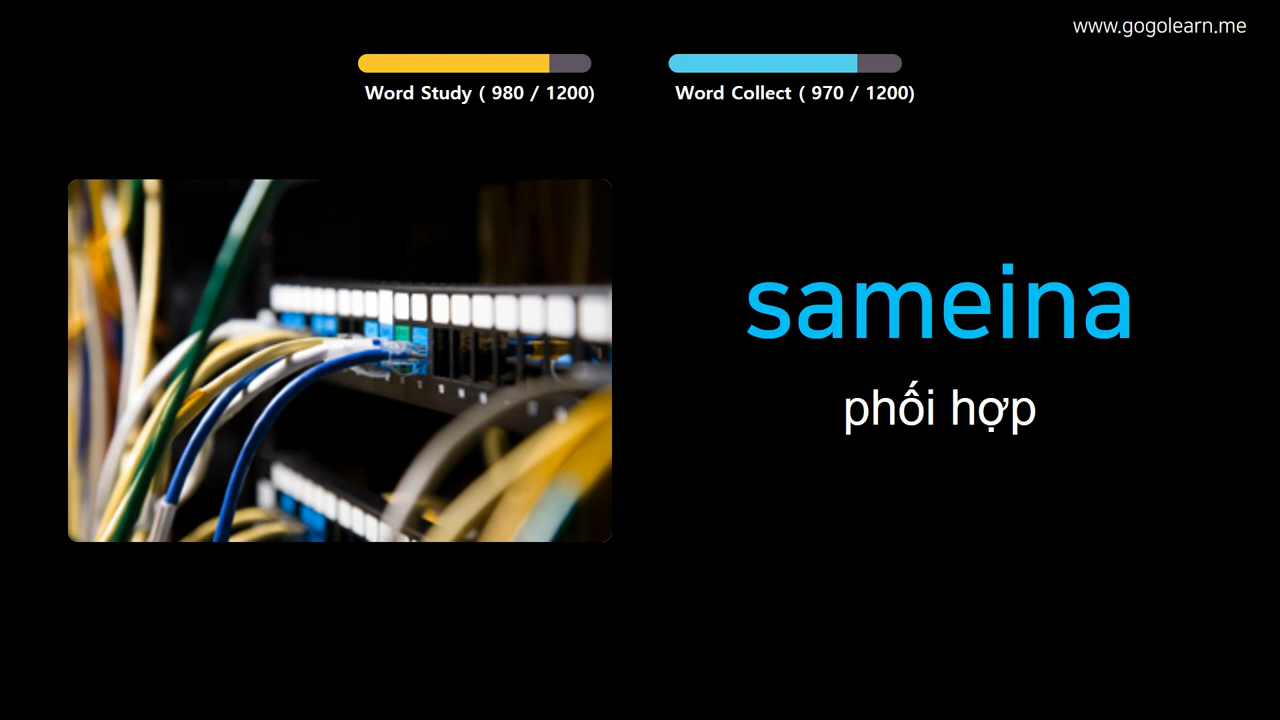 www.gogolearn.me
Word Study ( 980 / 1200)
Word Collect ( 970 / 1200)
sameina
phối hợp